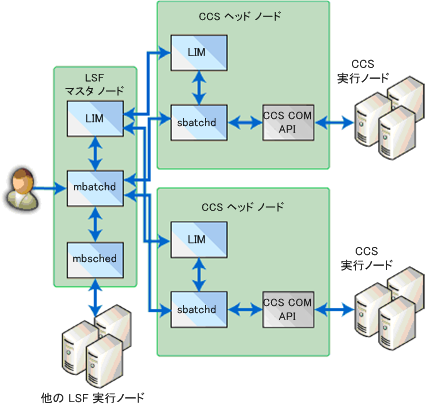 CCS ヘッド ノード
LIM
sbatchd
CCS COM
API
CCS
実行ノード
LSF
マスタ ノード
LIM
mbatchd
mbsched
CCS ヘッド ノード
LIM
sbatchd
CCS COM
API
CCS
実行ノード
他の LSF 実行ノード